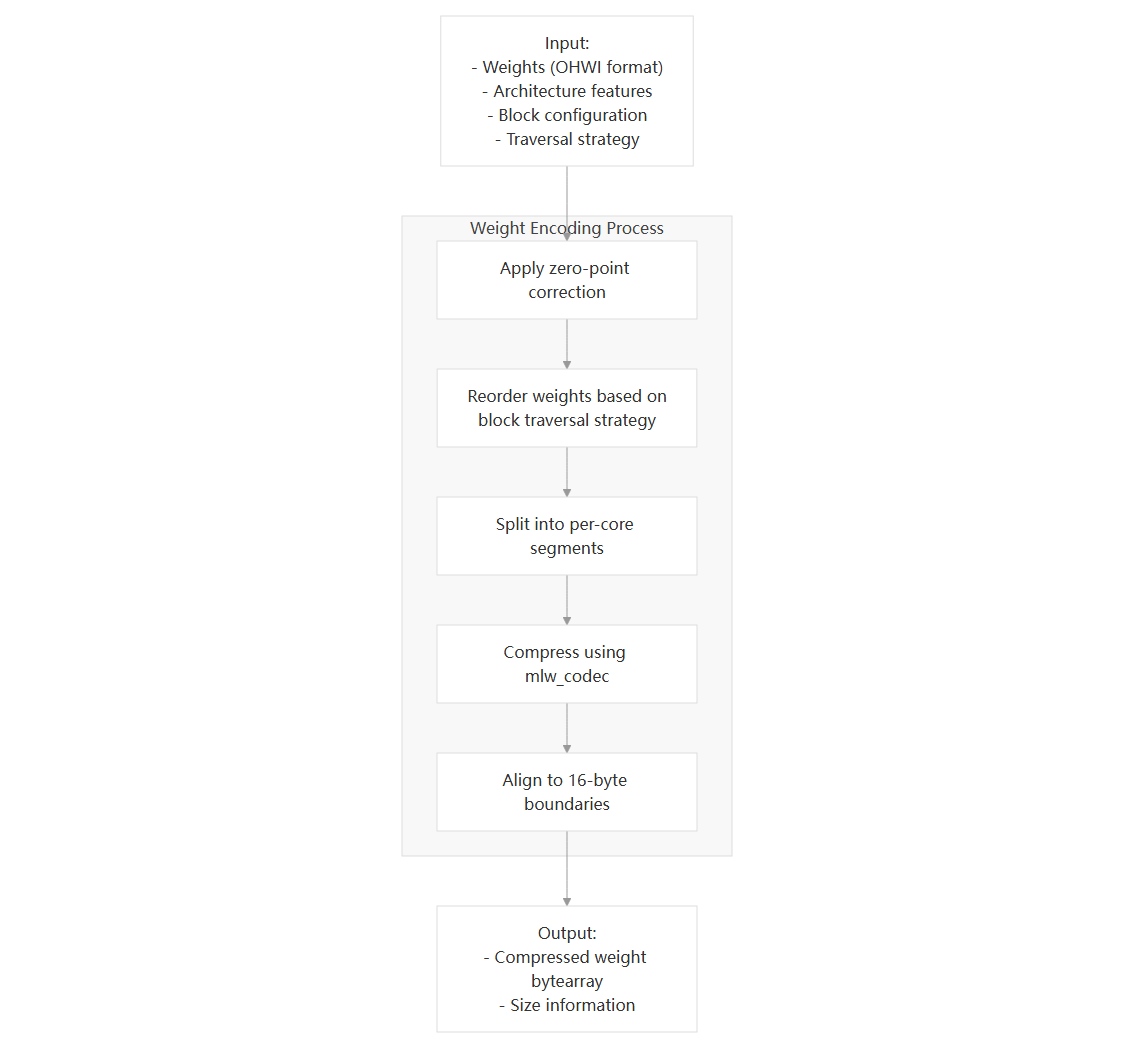 Input:
- Weights (OHWI format)
- Architecture features
- Block configuration
- Traversal strategy
Weight Encoding Process
Apply zero-point
correction
Reorder weights based on
block traversal strategy
Split into per-core
segments
Compress using
mlw_codec
Align to 16-byte
boundaries
Output:
- Compressed weight
bytearray
- Size information